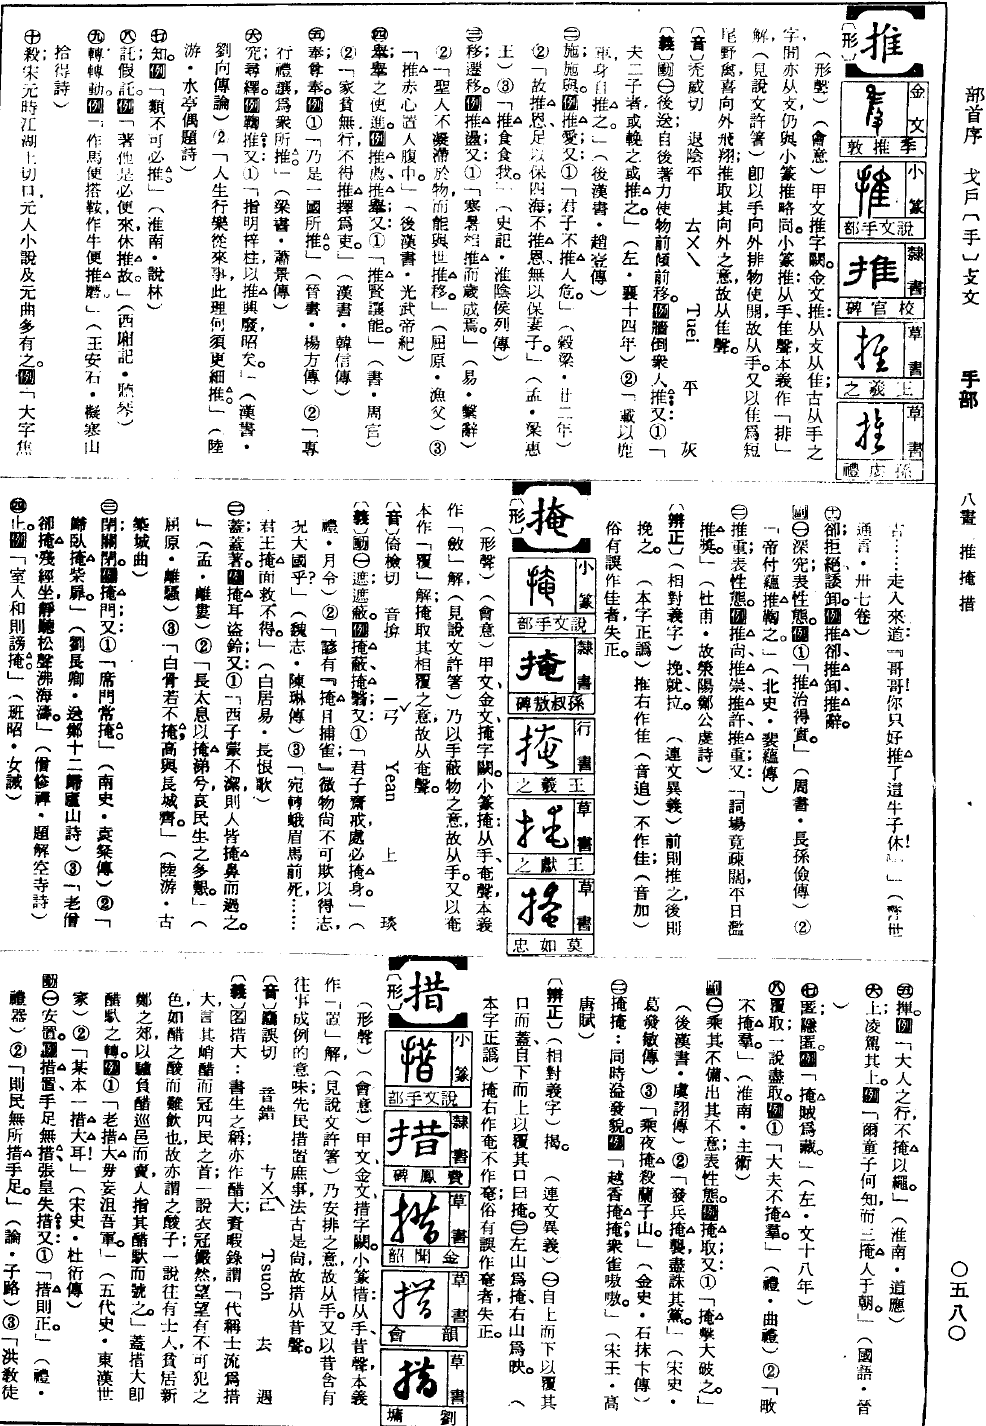 部首序 戈戶〔手〕支文 手部 八畫 推掩措 〇五八〇
推
〔形〕
金文 季推敦
小篆 說文手部
隸書 校官碑
草書 王羲之
草書 孫虔禮
（形聲）（會意）甲文推字闕。金文推：从攴从隹，古从手之
字間亦从攴，仍與小篆推略同。小篆推：从手隹聲，本義作「排」
解（見說文許箸）卽以手向外排物使開，故从手。又以隹爲短
尾野禽喜向外飛翔，推取其向外之意，故从隹聲。
〔音〕禿威切 退陰平 ㄊㄨㄟ Tuei 平 灰
〔義〕動㊀後送；自後著力使物前傾前移。例牆倒衆人推。又：①「
夫二子者或輓之或推之。」（左・襄十四年）②「載以鹿
車身自推之。」（後漢書・趙壹傳）
㊁施；施與。例推愛。又：①「君子不推人危。」（穀梁・廿二年）
②「故推恩足以保四海，不推恩無以保妻子。」（孟・梁惠
王）③「推食食我。」（史記・淮陰侯列傳）
㊂移；遷移。例推遷。又：①「寒暑相推而歲成焉。」（易・繫辭）
②「聖人不凝滯於物而能與世推移。」（屈原・漁父）③
「推赤心置人腹中。」（後漢書・光武帝紀）
㊃舉；舉之使進。例推薦、推舉。又：①「推賢讓能。」（書・周官）
②「家貧無行不得推擇爲吏。」（漢書・韓信傳）
㊄奉；尊奉。例①「乃是一國所推。」（晉書・楊方傳）②「專
行禮讓爲衆所推。」（梁書・蕭景傳）
㊅究；尋繹。例鞫推。又：①「指明梓柱以推興廢昭矣。」（漢書・
劉向傳論）②「人生行樂從來事，此理何須更細推。」（陸
游・水亭偶題詩）
㊆知。例「類不可必推。」（淮南・說林）
㊇託；假託。例「著他是必便來休推故。」（西廂記・聽琴）
㊈轉；轉動。例「作馬便搭鞍，作牛便推磨。」（王安石・擬寒山
拾得詩）
㊉殺，宋元時江湖上切口，元人小說及元曲多有之。例「大字焦
吉……走入來道：『哥哥！你只好推了這牛子休！』」（警世
通言・卅七卷）
㊉㊀卻；拒絕；諉卸。例推卻、推卸、推辭。
副㊀深究；表性態。例①「推治得實。」（周書・長孫儉傳）②
「帝付蘊推鞫之。」（北史・裴蘊傳）
㊁推重；表性態。例推尚、推崇、推許、推重。又：「詞場竟疎闊，平日濫
推獎。」（杜甫・故滎陽鄭公虔詩）
〔辨正〕（相對義字）挽。就拉。（連文異義）前則推之後則
挽之。（本字正譌）推右作隹（音追）不作佳（音加）
俗有誤作佳者失正。
掩
〔形〕
小篆 說文手部
隸書 孫叔敖碑
行書 王羲之
草書 王獻之
草書 莫如忠
（形聲）（會意）甲文、金文掩字闕。小篆掩：从手奄聲，本義
作「斂」解（見說文許箸）乃以手蔽物之意，故从手。又以奄
本作「覆」解，掩取其相覆之意，故从奄聲。
〔音〕倚檢切 音揜 ㄧㄢˇ Yean 上 琰
〔義〕動㊀遮；遮蔽。例掩蔽、掩翳。又：①「君子齋戒處必掩身。」（
禮・月令）②「諺有『掩目捕雀』，微物尙不可欺以得志，
況大國乎？」（魏志・陳琳傳）③「宛轉蛾眉馬前死……
君王掩面救不得。」（白居易・長恨歌）
㊁蓋；蓋著。例掩耳盜鈴。又：①「西子蒙不潔，則人皆掩鼻而過之。
」（孟・離婁）②「長太息以掩涕兮，哀民生之多艱。」（
屈原・離騷）③「白骨若不掩，高與長城齊。」（陸游・古
築城曲）
㊂閉；關閉。例掩門。又：①「席門常掩。」（南史・袁粲傳）②「
歸臥掩柴扉。」（劉長卿・送鄭十二歸廬山詩）③「老僧
卻掩殘經坐，靜聽松聲沸海濤。」（僧修禪・題解空寺詩）
㊃止。例「室人和則謗掩。」（班昭・女誡）
㊄揮。例「大人之行，不掩以繩。」（淮南・道應）
㊅上；凌駕其上。例「爾童子何知，而三掩人于朝。」（國語・晉
）
㊆匿；隱匿。例「掩賊爲藏。」（左・文十八年）
㊇覆取；一說盡取。例①「大夫不掩羣。」（禮・曲禮）②「畋
不掩羣。」（淮南・主術）
副㊀乘其不備；出其不意；表性態。例掩取。又：①「掩擊大破之。」
（後漢書・虞詡傳）②「發兵掩襲盡誅其黨。」（宋史・
葛發敏傳）③「乘夜掩殺蘭子山。」（金史・石抹卞傳）
㊂掩掩：同時溢發貌。例「越香掩掩，衆雀嗷嗷。」（宋玉・高
唐賦）
〔辨正〕（相對義字）揭。（連文異義）㊀自上而下以覆其
口而蓋，自下而上以覆其口曰掩。㊁左山爲掩右山爲映。（
本字正譌）掩右作奄不作奄，俗有誤作奄者失正。
措
〔形〕
小篆 說文手部
隸書 費鳳碑
草書 金聞韶
草書 韻會
草書 劉墉
（形聲）（會意）甲文、金文措字闕。小篆措：从手昔聲，本義
作「置」解（見說文許箸）乃安排之意，故从手。又以昔含有
往事成例的意味，先民措置庶事法古是尙，故措从昔聲。
〔音〕麤誤切 音錯 ㄘㄨㄛˋ Tsuoh 去 遇
〔義〕名措大：書生之稱，亦作醋大。資暇錄謂「代稱士流爲措
大，言其峭醋而冠四民之首。一說衣冠儼然望望有不可犯之
色，如醋之酸而難飲也，故亦謂之酸子。一說往有士人貧居新
鄭之郊，以驢負醋巡邑而賣，人指其醋馱而號之。」蓋措大卽
醋馱之轉。例①「老措大毋妄沮吾軍。」（五代史・東漢世
家）②「某本一措大耳！」（宋史・杜衍傳）
動㊀安置。例措置、手足無措、張皇失措。又：①「措則正。」（禮・
禮器）②「則民無所措手足。」（論・子路）③「洪教徒